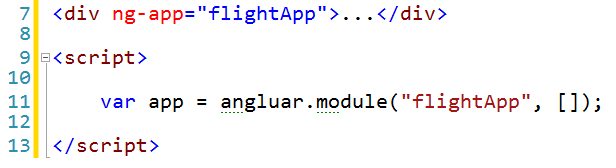 7 <div ng-app="flightApp">...</div>
8
9 <script>
10
11 var app = angluar.module("flightApp", []);
12
13 </script>